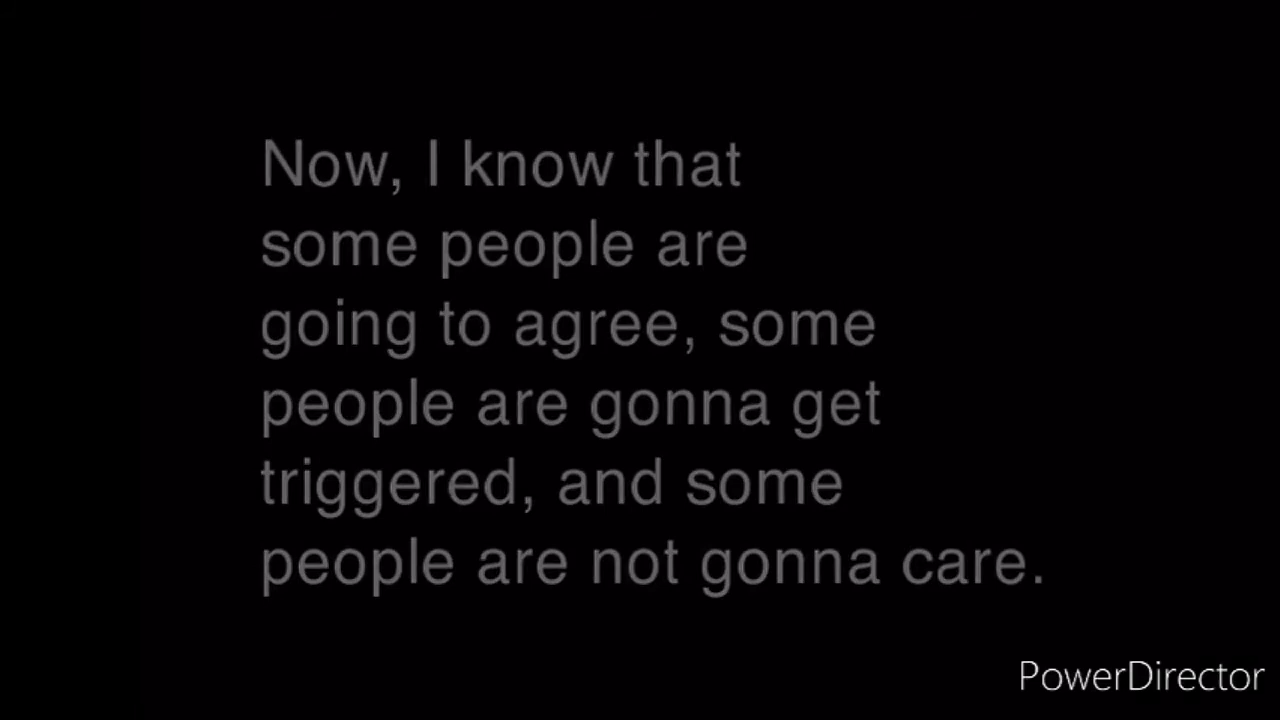 Now, I know that
some people are
going to agree, some
people are gonna get
triggered, and some
people are not gonna care.
PowerDirector